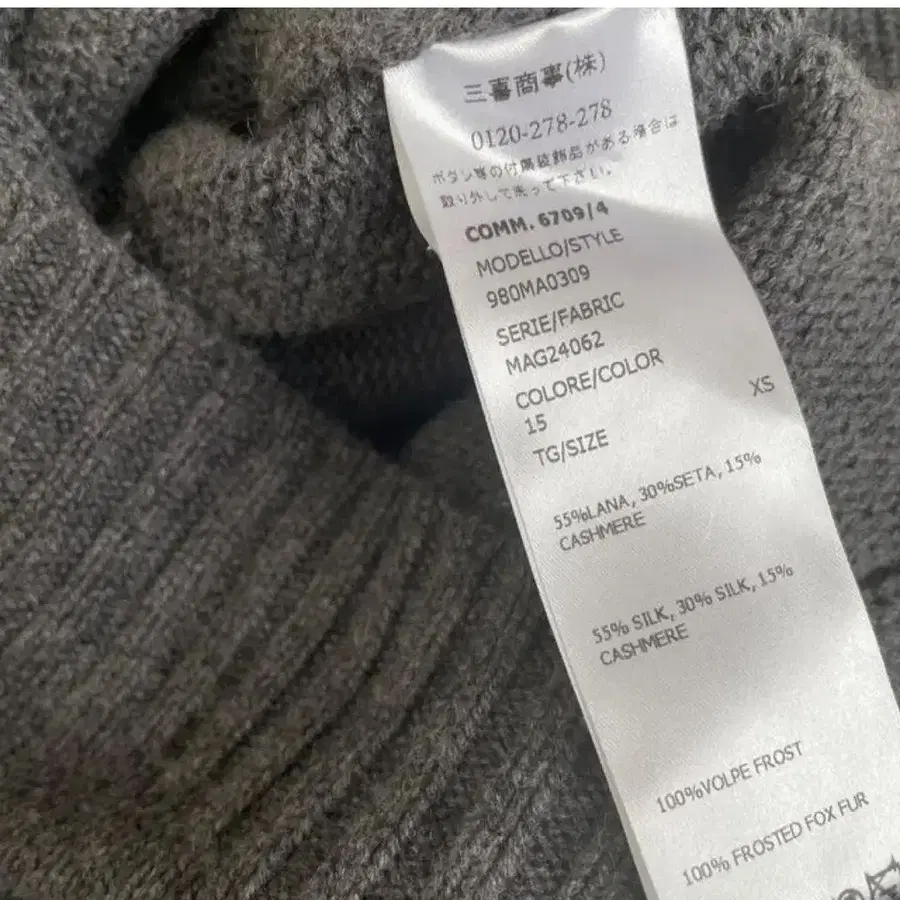 三喜商事(株)
0120-278-278
ボタン等の付属装飾品がある場合は
取り外して洗って下さい。
COMM. 6709/4
MODELLO/STYLE
980MA0309
SERIE/FABRIC
MAG24062
COLORE/COLOR
15
XS
TG/SIZE
55%LANA, 30%SETA, 15%
CASHMERE
55% SILK, 30% SILK, 15%
CASHMERE
100%VOLPE FROST
100% FROSTED FOX FUR